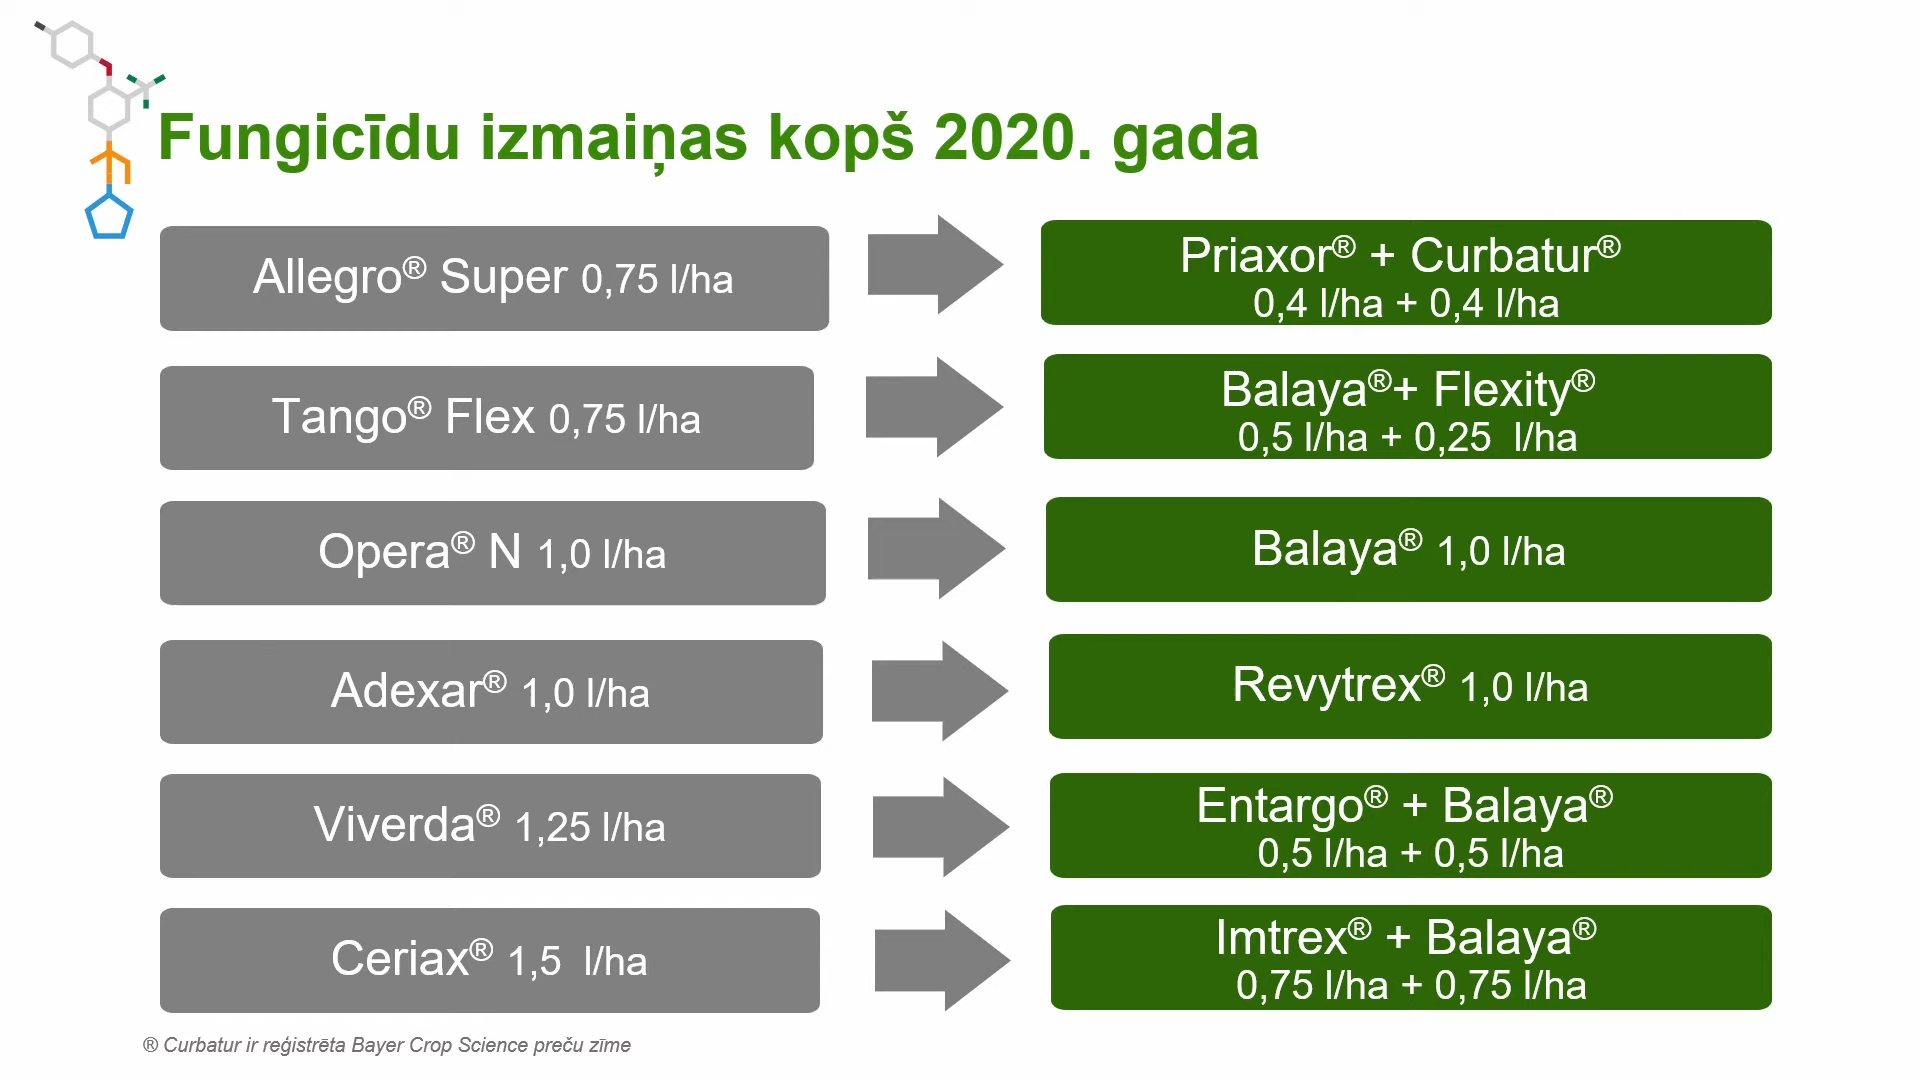 Fungicīdu izmaiņas kopš 2020. gada
Allegro® Super 0,75 l/ha
Priaxor® + Curbatur®
0,4 l/ha + 0,4 l/ha
Tango® Flex 0,75 l/ha
Balaya®+ Flexity®
0,5 l/ha + 0,25 l/ha
Opera® N 1,0 l/ha
Balaya® 1,0 l/ha
Adexar® 1,0 l/ha
Revytrex® 1,0 l/ha
Viverda® 1,25 l/ha
Entargo® + Balaya®
0,5 l/ha + 0,5 l/ha
Ceriax® 1,5 l/ha
Imtrex® + Balaya®
0,75 l/ha + 0,75 l/ha
® Curbatur ir reģistrēta Bayer Crop Science preču zīme